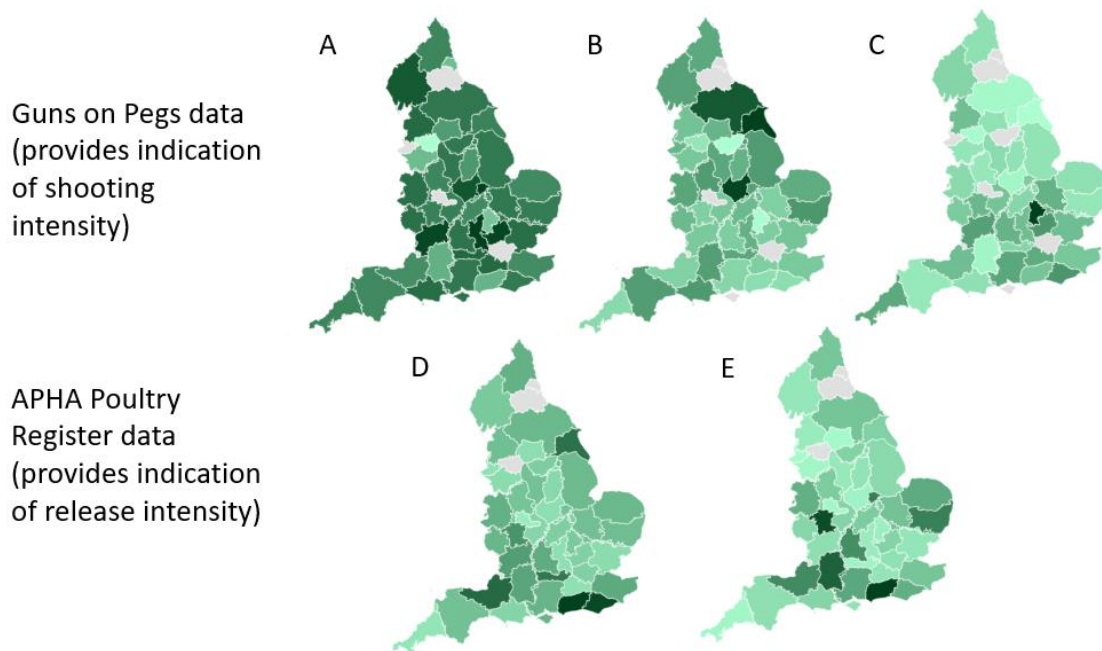 A
B
C
Guns on Pegs data
(provides indication
of shooting
intensity)
D
E
APHA Poultry
Register data
(provides indication
of release intensity)